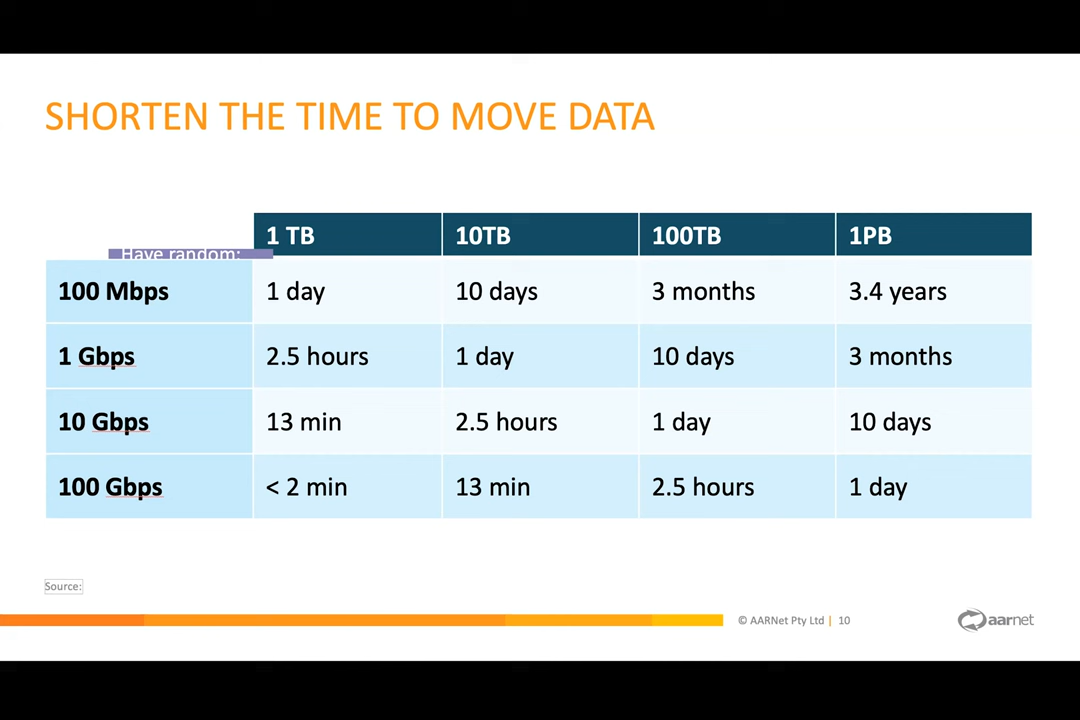 SHORTEN THE TIME TO MOVE DATA
1 TB 10TB 100TB 1PB
Have random:
100 Mbps 1 day 10 days 3 months 3.4 years
1 Gbps 2.5 hours 1 day 10 days 3 months
10 Gbps 13 min 2.5 hours 1 day 10 days
100 Gbps < 2 min 13 min 2.5 hours 1 day
Source:
© AARNet Pty Ltd | 10
aarnet